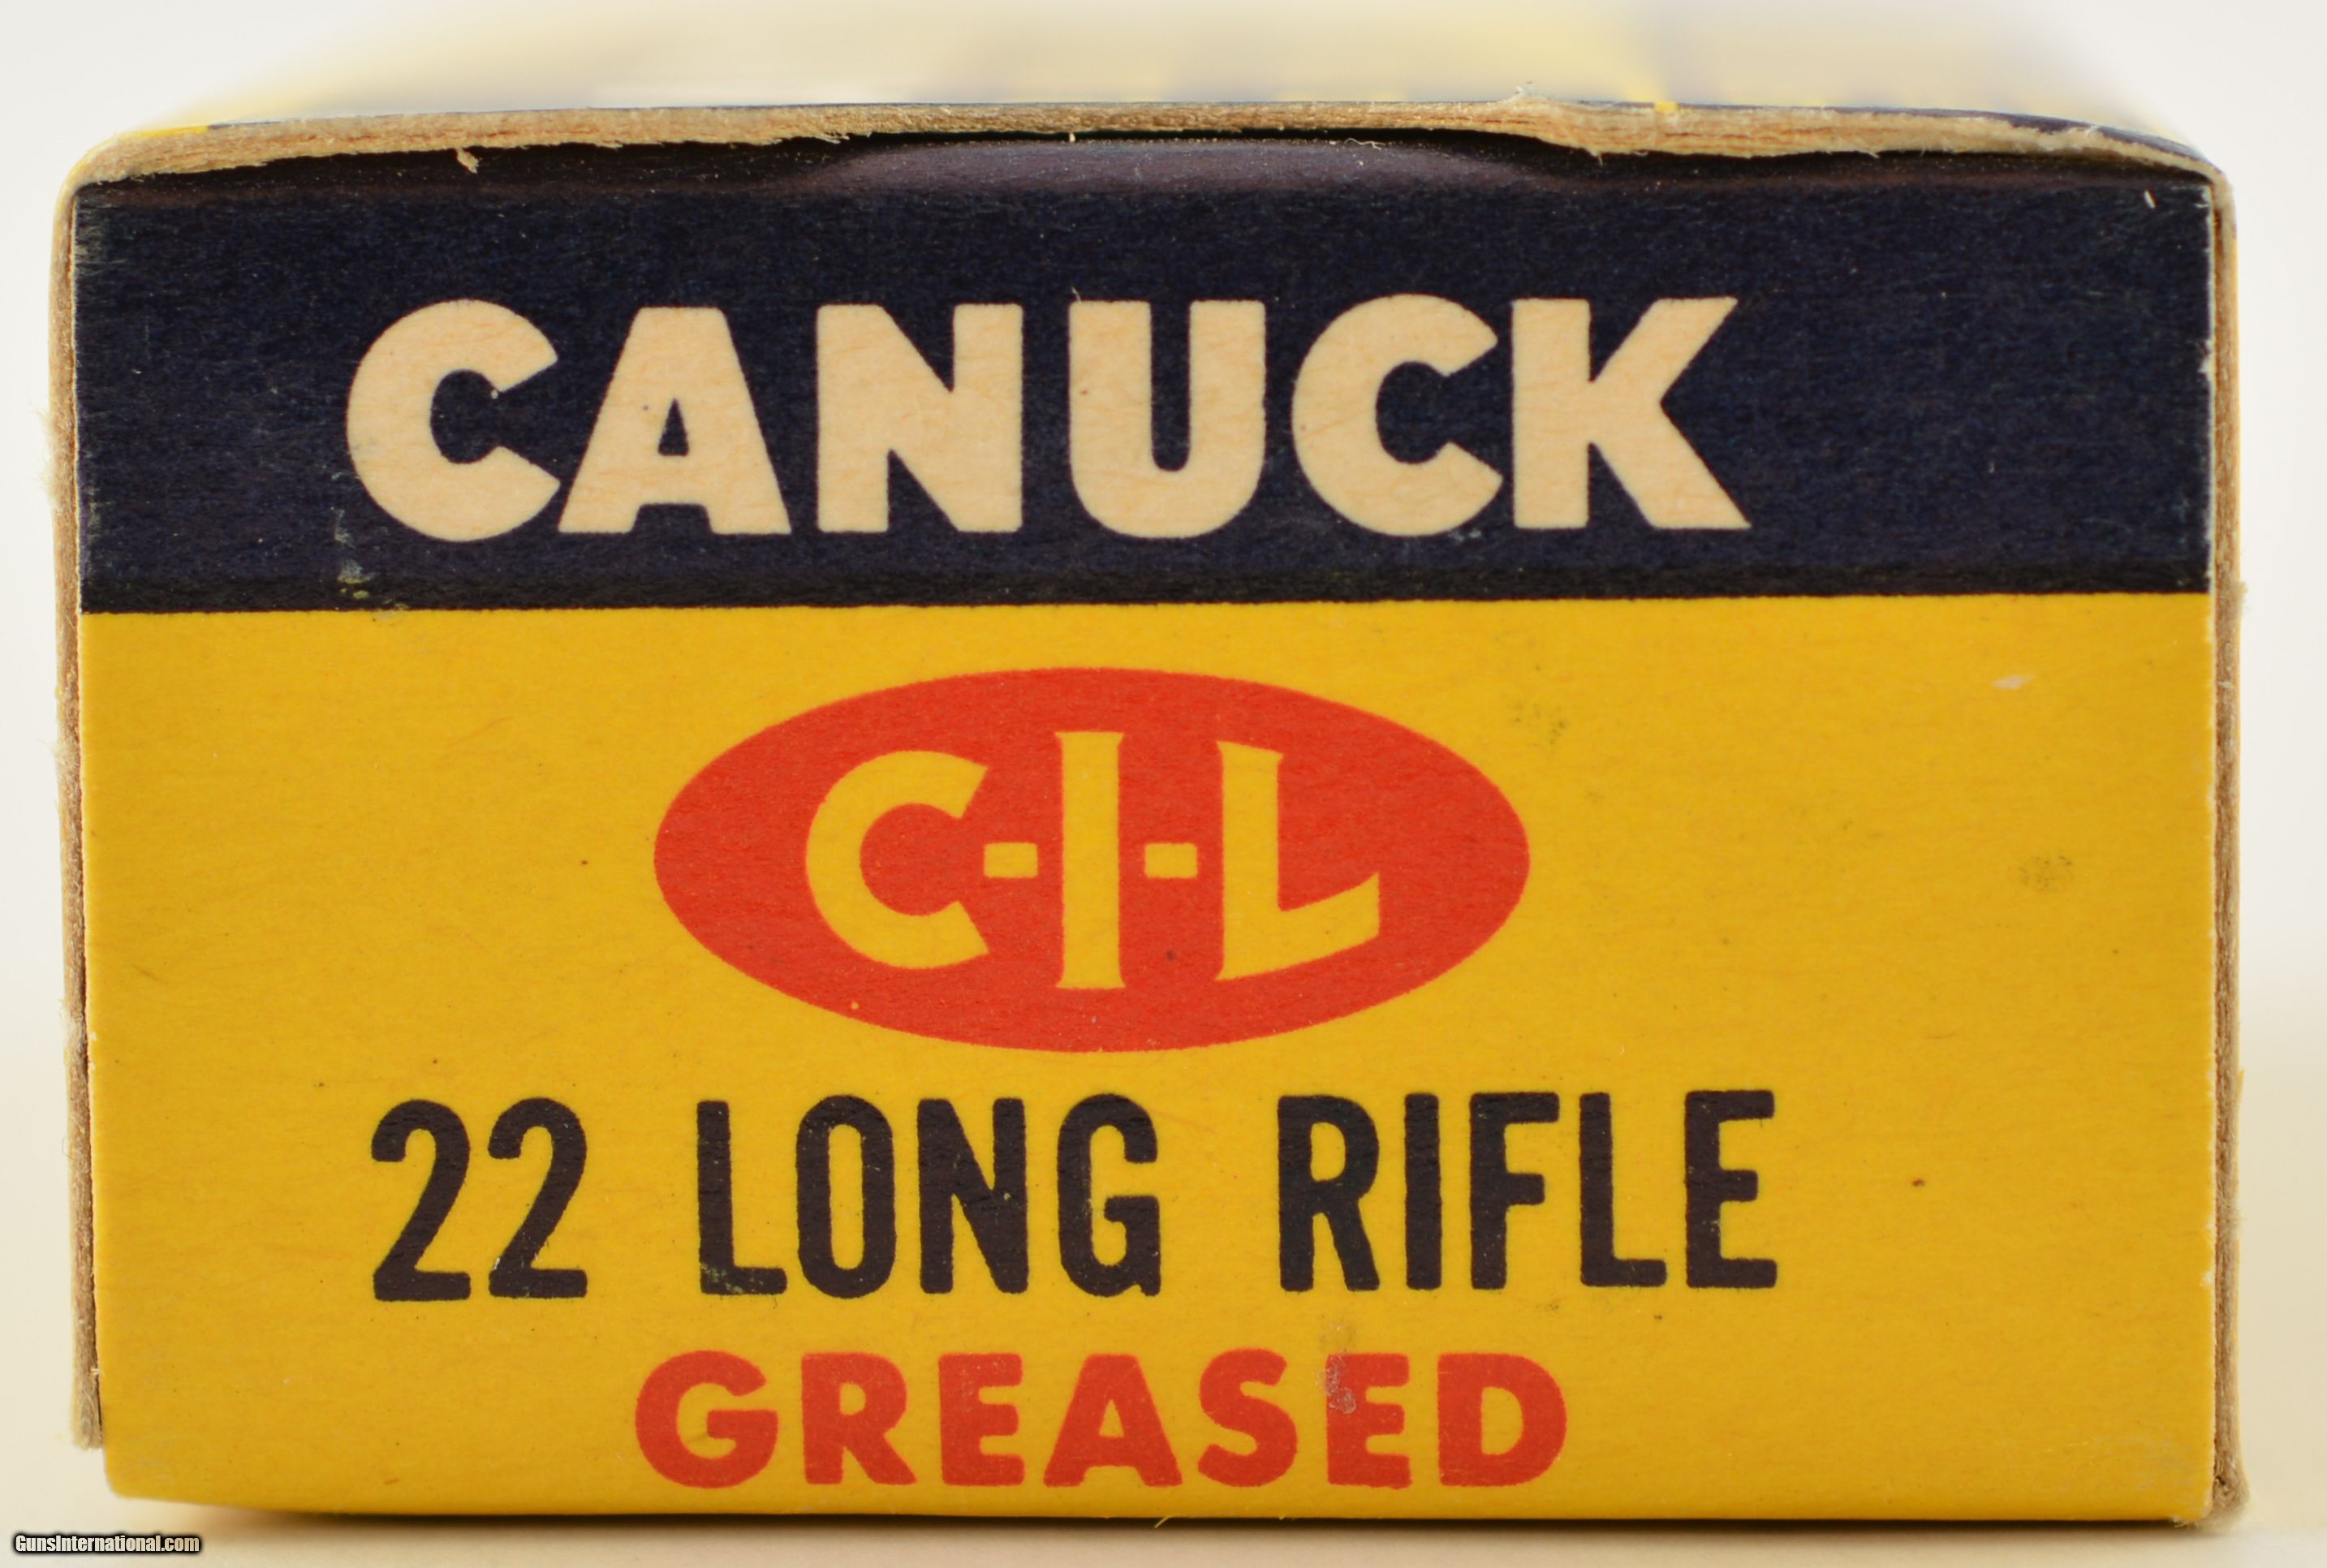 CANUCK
C-I-L
22 LONG RIFLE
GREASED
GunsInternational.com